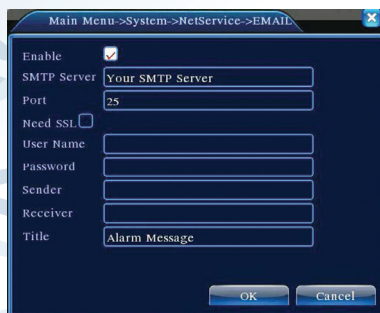 Main Menu->System->NetService->EMAIL
Enable
SMTP Server Your SMTP Server
Port 25
Need SSL
User Name
Password
Sender
Receiver
Title Alarm Message
OK Cancel